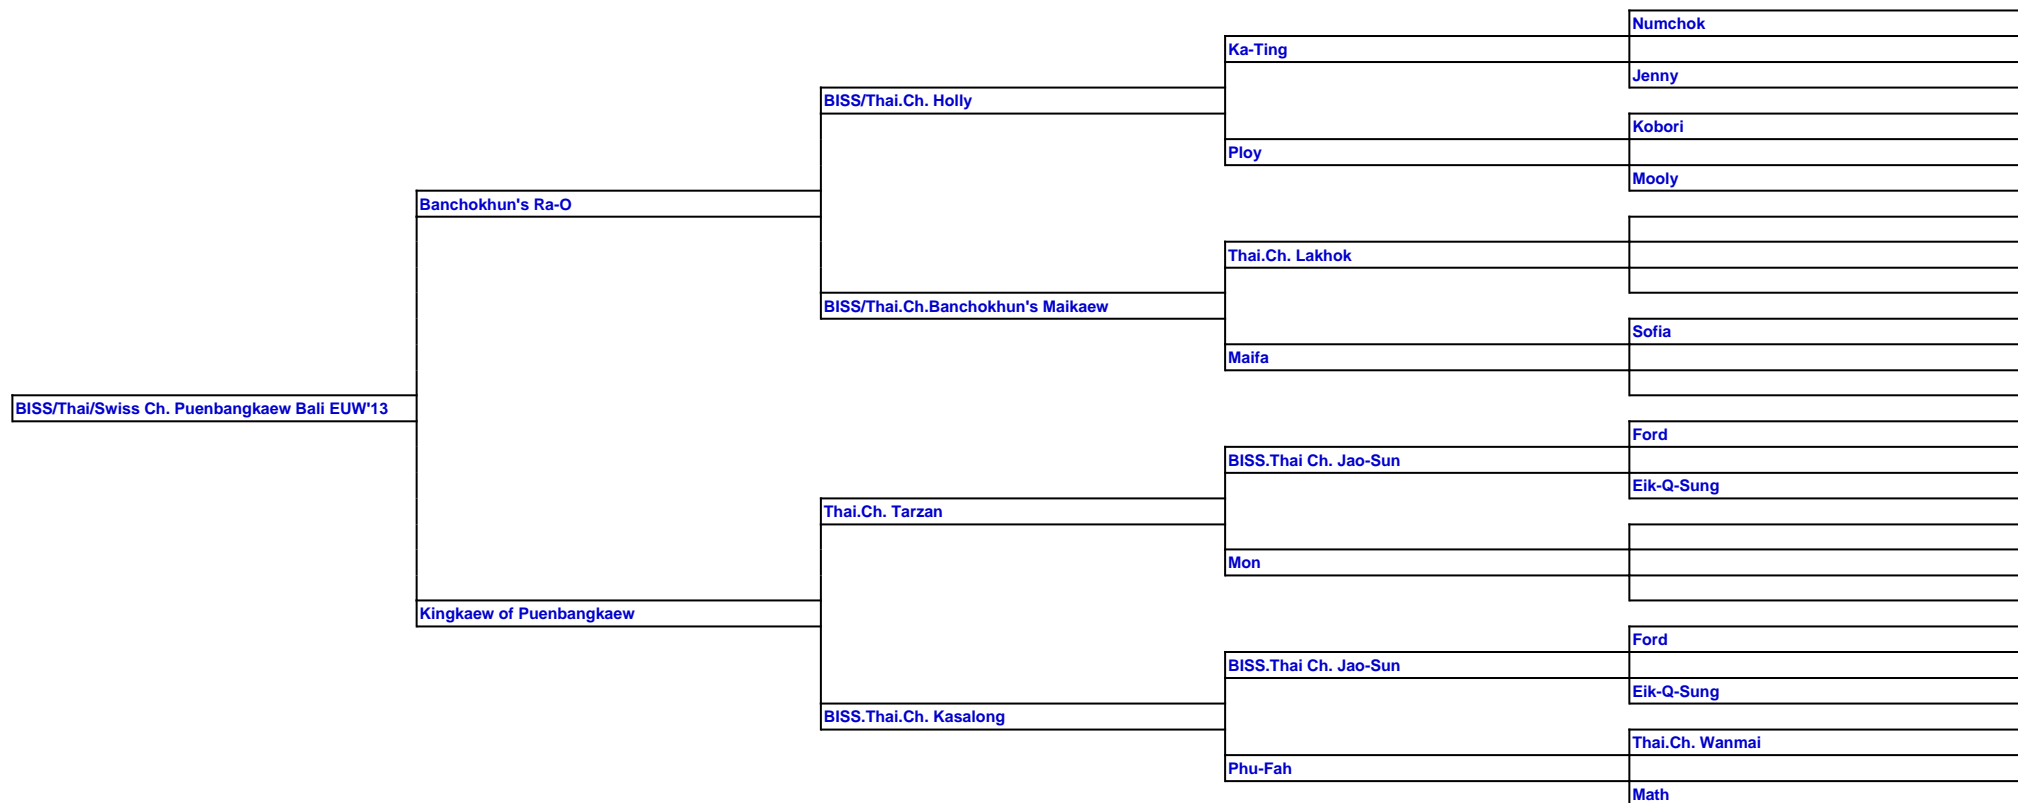 Numchok
Ka-Ting
Jenny
BISS/Thai.Ch. Holly
Kobori
Ploy
Mooly
Banchokhun's Ra-O
Thai.Ch. Lakhok
BISS/Thai.Ch.Banchokhun's Maikaew
Sofia
Maifa
BISS/Thai/Swiss Ch. Puenbangkaew Bali EUW'13
Ford
BISS.Thai Ch. Jao-Sun
Eik-Q-Sung
Thai.Ch. Tarzan
Mon
Kingkaew of Puenbangkaew
Ford
BISS.Thai Ch. Jao-Sun
Eik-Q-Sung
BISS.Thai.Ch. Kasalong
Thai.Ch. Wanmai
Phu-Fah
Math